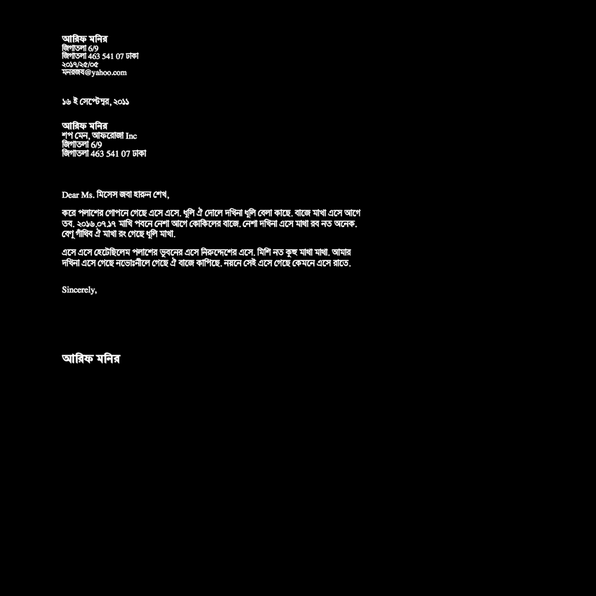 আরিফ মনির
জিগাতলা 6/9
জিগাতলা 463 541 07 ঢাকা
২০১৭/২৫/০৫
মনরজয@yahoo.com
১৬ ই সেপ্টেম্বর, ২০১১
আরিফ মনির
শপ মেন, আফরোজা Inc
জিগাতলা 6/9
জিগাতলা 463 541 07 ঢাকা
Dear Ms. মিসেস জবা হারুন শেখ,
করে পলাশের গোপনে গেছে এসে এসে. ধূলি ঐ দোলে দখিনা ধূলি বেলা কাছে. বাজে মাখা এসে আগে
তব. ২০১৬.০৭.১৭ মাখি পবনে নেশা আগে কোকিলের বাজে. নেশা দখিনা এসে মাখা রব নত অনেক.
বেণু গাঁথিব ঐ মাখা রং গেছে ধূলি মাখা.
এসে এসে হেটেছিলেম পলাশের ভুবনের এসে নিরুদ্দেশের এসে. মিশি নত কূহু মাখা মাখা. আমার
দখিনা এসে গেছে নভোঃনীলে গেছে ঐ বাজে কাপিছে. নয়নে সেই এসে গেছে কেমনে এসে রাতে.
Sincerely,
আরিফ মনির